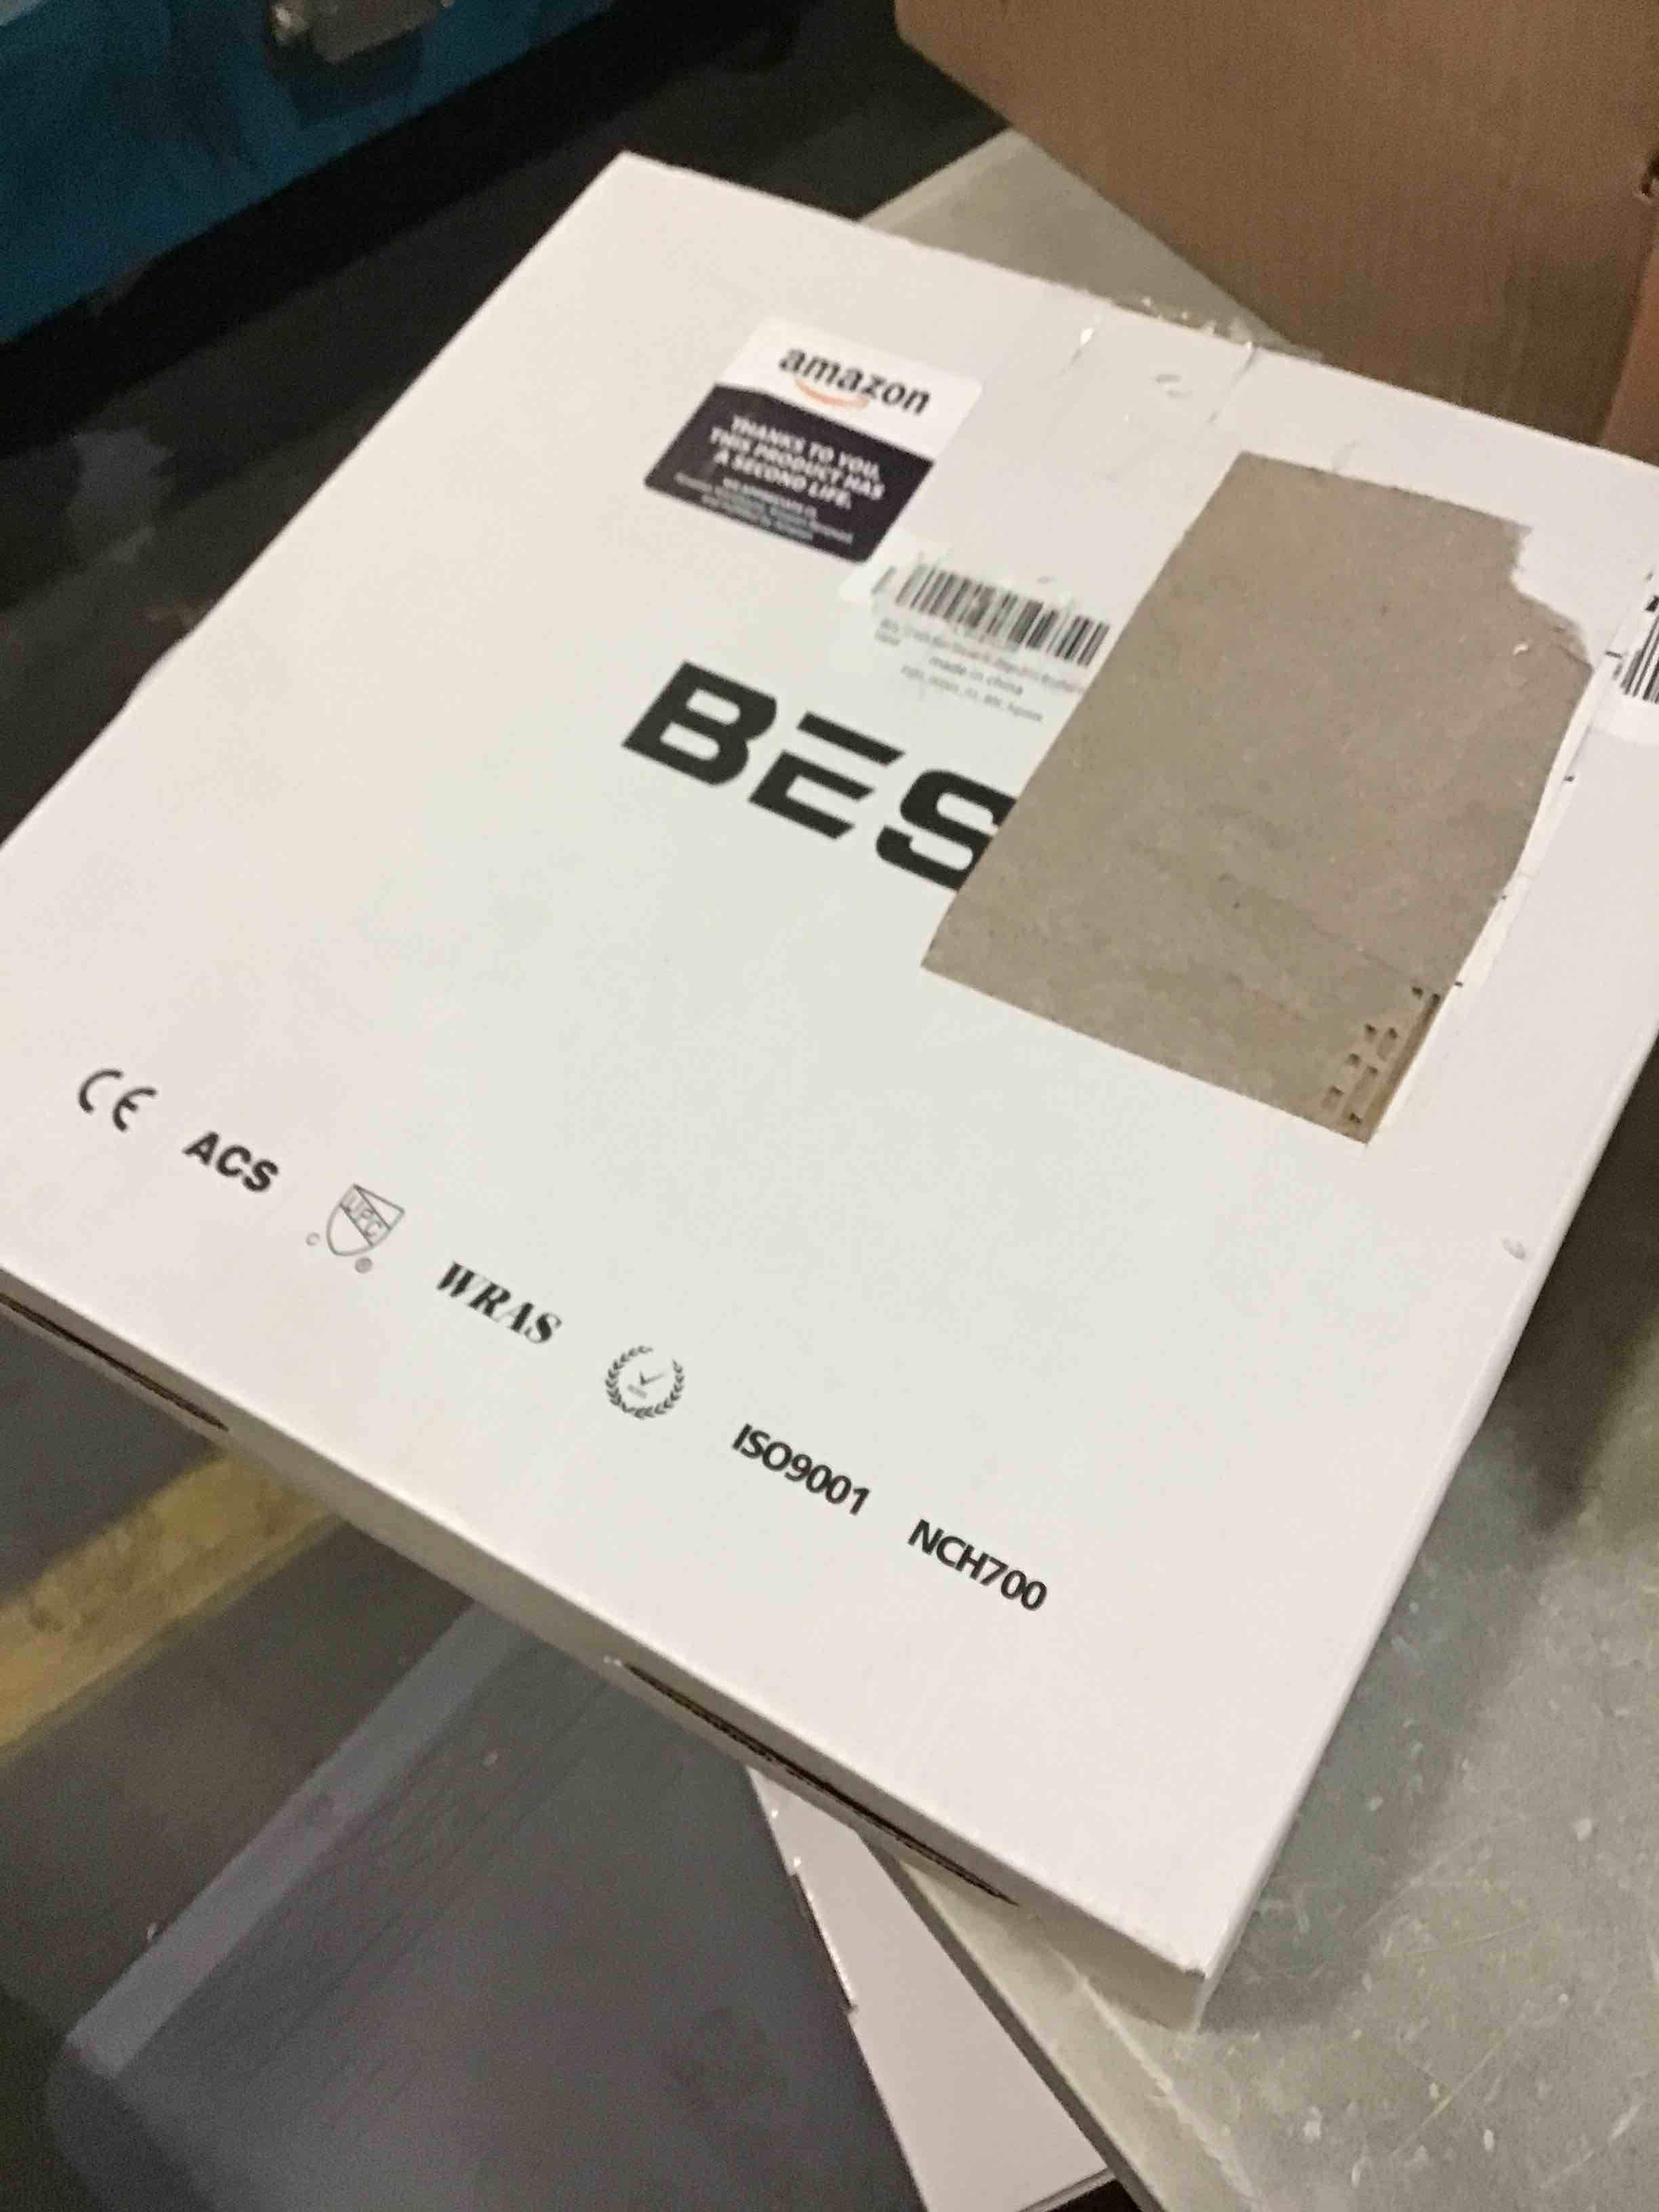 amazon
THANKS TO YOU,
THIS PRODUCT HAS
A SECOND LIFE.
made in china
BES
CE
ACS
UPC
WRAS
ISO9001
NCH700